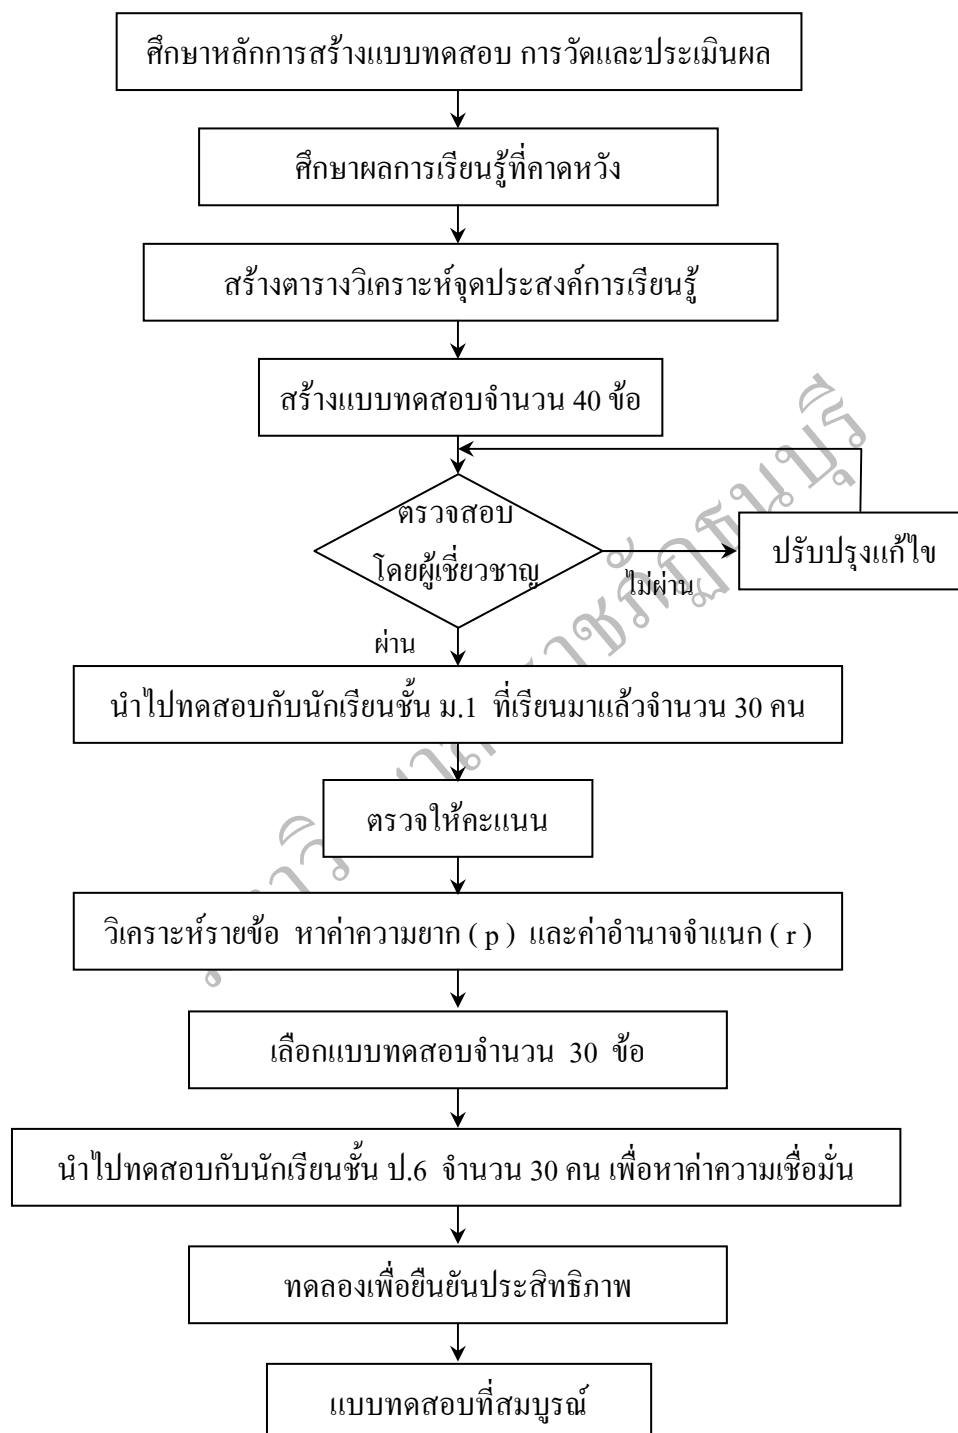 ศึกษาหลักการสร้างแบบทดสอบ การวัดและประเมินผล
ศึกษาผลการเรียนรู้ที่คาดหวัง
สร้างตารางวิเคราะห์จุดประสงค์การเรียนรู้
สร้างแบบทดสอบจำนวน 40 ข้อ
ตรวจสอบ
โดยผู้เชี่ยวชาญ
ไม่ผ่าน
ปรับปรุงแก้ไข
ผ่าน
นำไปทดสอบกับนักเรียนชั้น ม.1 ที่เรียนมาแล้วจำนวน 30 คน
ตรวจให้คะแนน
วิเคราะห์รายข้อ หาค่าความยาก ( p ) และค่าอำนาจจำแนก ( r )
เลือกแบบทดสอบจำนวน 30 ข้อ
นำไปทดสอบกับนักเรียนชั้น ป.6 จำนวน 30 คน เพื่อหาค่าความเชื่อมั่น
ทดลองเพื่อยืนยันประสิทธิภาพ
แบบทดสอบที่สมบูรณ์